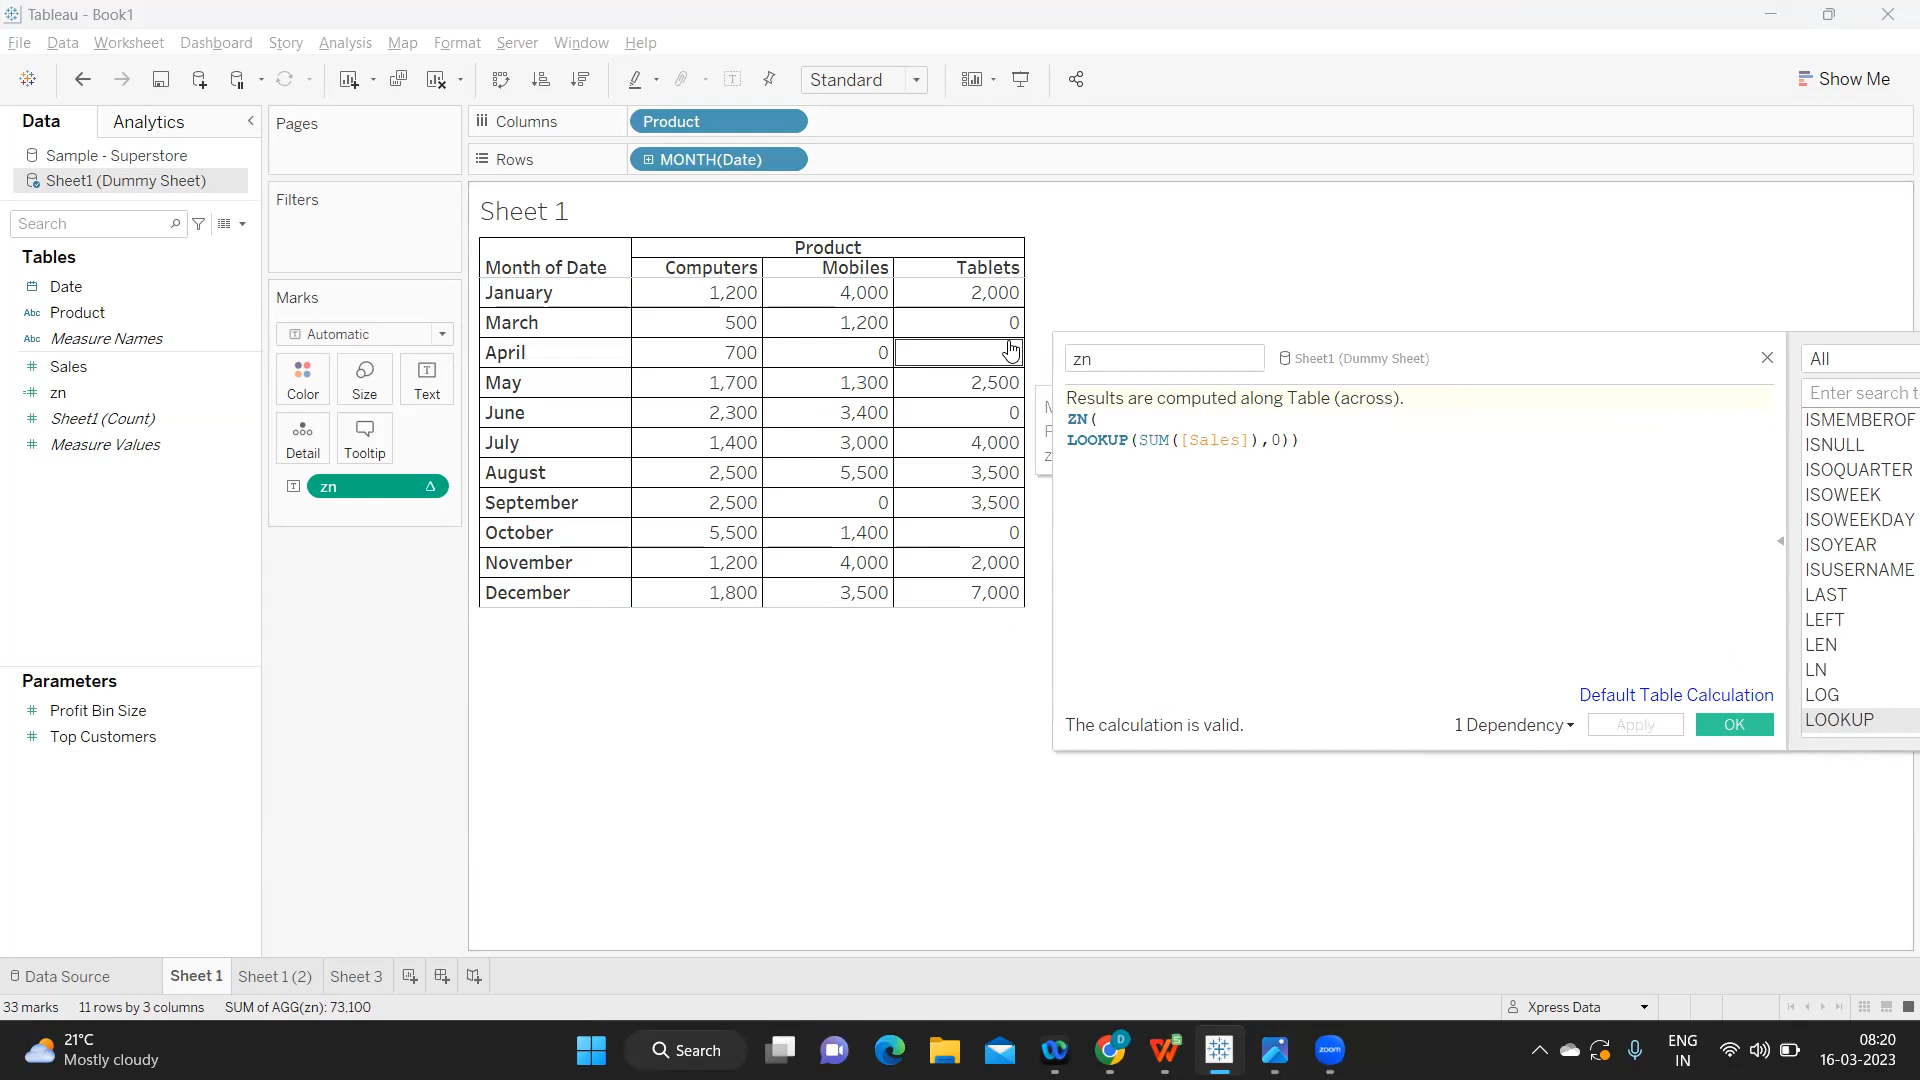 Tableau - Book1
File Data Worksheet Dashboard Story Analysis Map Format Server Window Help
Standard
Show Me
Data
Analytics
Sample - Superstore
Sheet1 (Dummy Sheet)
Search
Tables
Date
Abc Product
Abc Measure Names
Sales
zn
Sheet1 (Count)
Measure Values
Parameters
Profit Bin Size
Top Customers
Pages
Filters
Marks
Automatic
Color Size Text
Detail Tooltip
zn
Columns Product
Rows MONTH(Date)
Sheet 1
Product
Month of Date Computers Mobiles Tablets
January 1,200 4,000 2,000
March 500 1,200 0
April 700 0
May 1,700 1,300 2,500
June 2,300 3,400 0
July 1,400 3,000 4,000
August 2,500 5,500 3,500
September 2,500 0 3,500
October 5,500 1,400 0
November 1,200 4,000 2,000
December 1,800 3,500 7,000
zn
Sheet1 (Dummy Sheet)
Results are computed along Table (across).
ZN(
LOOKUP(SUM([Sales]),0))
Default Table Calculation
The calculation is valid.
1 Dependency
Apply
OK
All
Enter search t
ISMEMBEROF
ISNULL
ISOQUARTER
ISOWEEK
ISOWEEKDAY
ISOYEAR
ISUSERNAME
LAST
LEFT
LEN
LN
LOG
LOOKUP
Data Source Sheet 1 Sheet 1 (2) Sheet 3
33 marks 11 rows by 3 columns SUM of AGG(zn): 73,100
Xpress Data
21°C
Mostly cloudy
Search
zoom
ENG
IN
08:20
16-03-2023